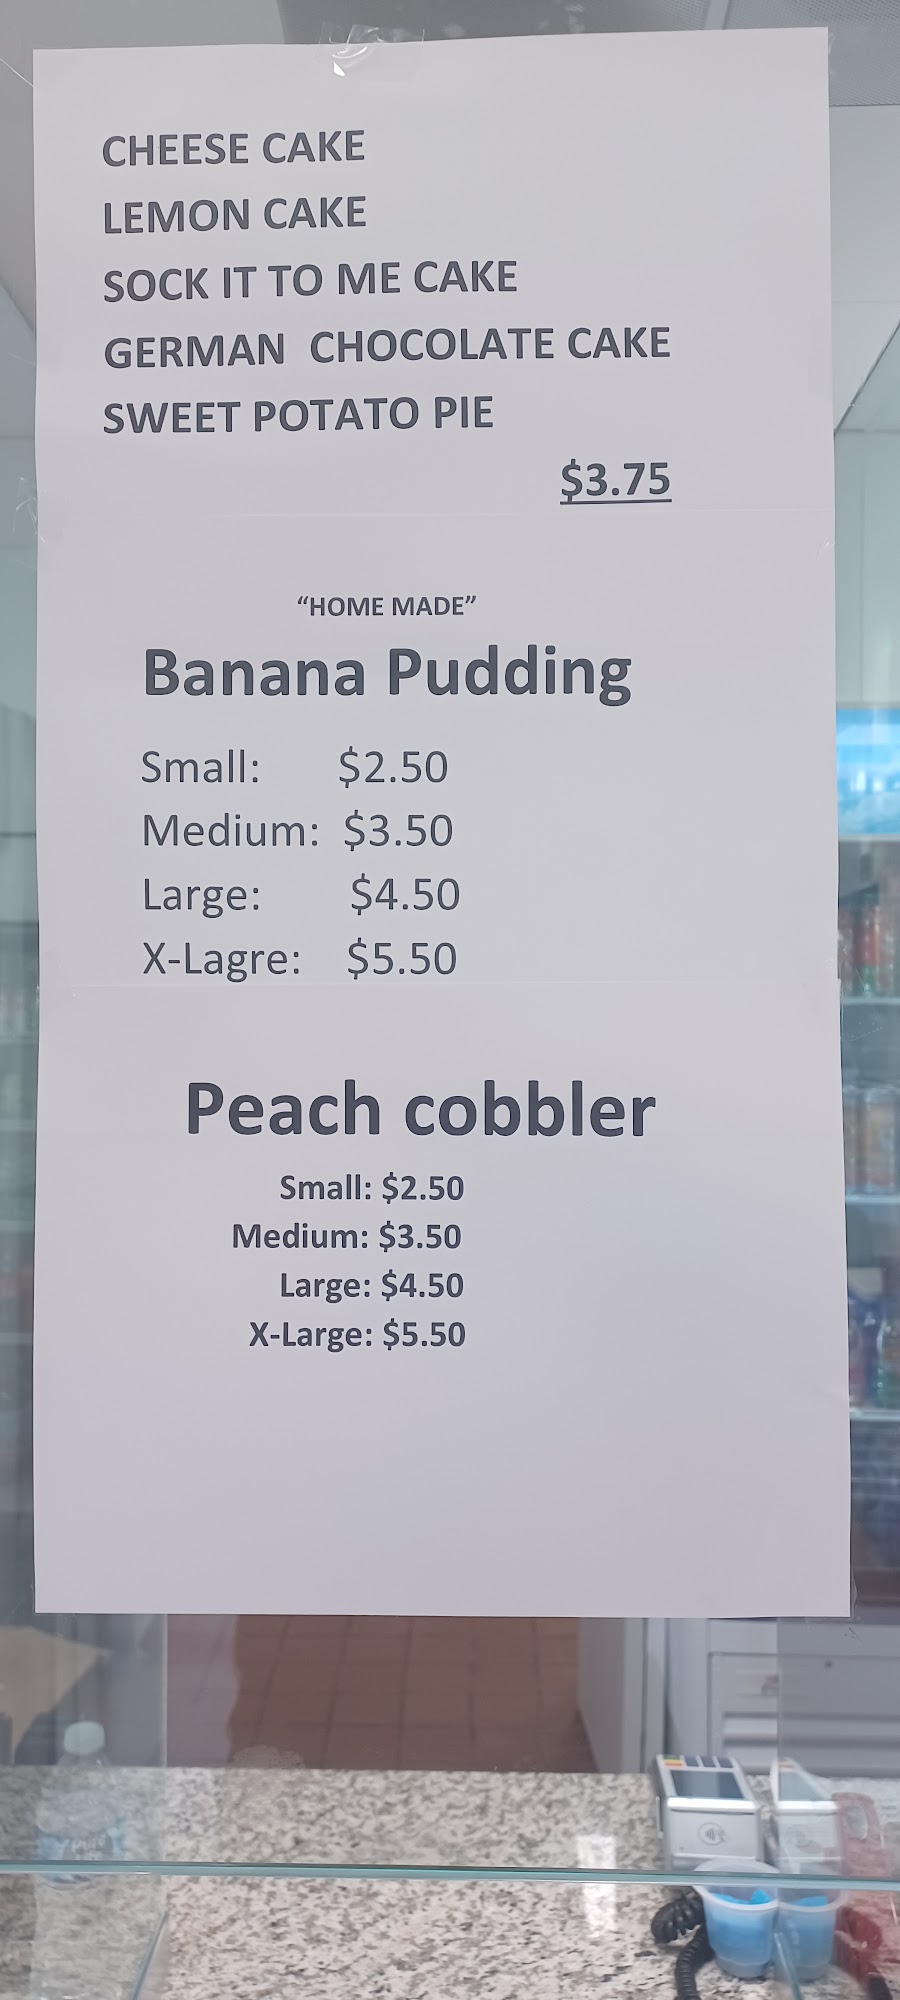 CHEESE CAKE
LEMON CAKE
SOCK IT TO ME CAKE
GERMAN CHOCOLATE CAKE
SWEET POTATO PIE
$3.75
“HOME MADE”
Banana Pudding
Small: $2.50
Medium: $3.50
Large: $4.50
X-Lagre: $5.50
Peach cobbler
Small: $2.50
Medium: $3.50
Large: $4.50
X-Large: $5.50